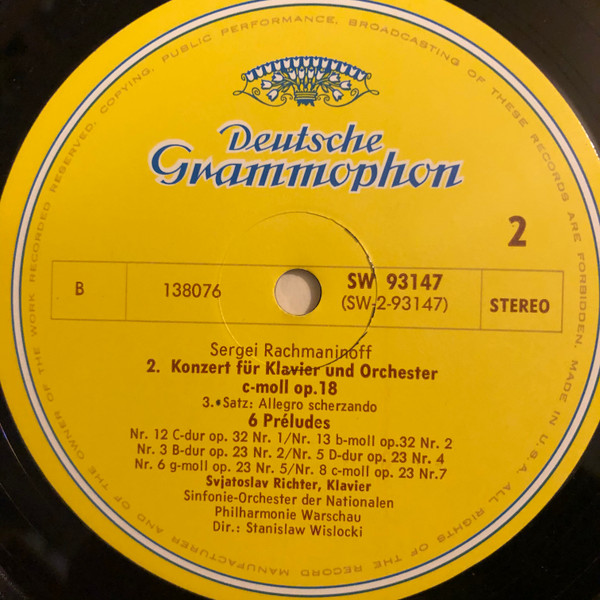 Deutsche
Grammophon
2
B
138076
SW 93147
(SW-2-93147)
STEREO
Sergei Rachmaninoff
2. Konzert für Klavier und Orchester
c-moll op.18
3.•Satz: Allegro scherzando
6 Préludes
Nr. 12 C-dur op. 32 Nr. 1/Nr. 13 b-moll op.32 Nr. 2
Nr. 3 B-dur op. 23 Nr. 2/Nr. 5 D-dur op. 23 Nr. 4
Nr. 6 g-moll op. 23 Nr. 5/Nr. 8 c-moll op. 23 Nr.7
Svjatoslav Richter, Klavier
Sinfonie-Orchester der Nationalen
Philharmonie Warschau
Dir.: Stanislaw Wislocki
MADE IN U.S.A. ALL RIGHTS OF THE RECORD MANUFACTURER AND OF THE OWNER OF THE WORK RECORDED RESERVED. COPYING, PUBLIC PERFORMANCE, BROADCASTING OF THESE RECORDS ARE FORBIDDEN.